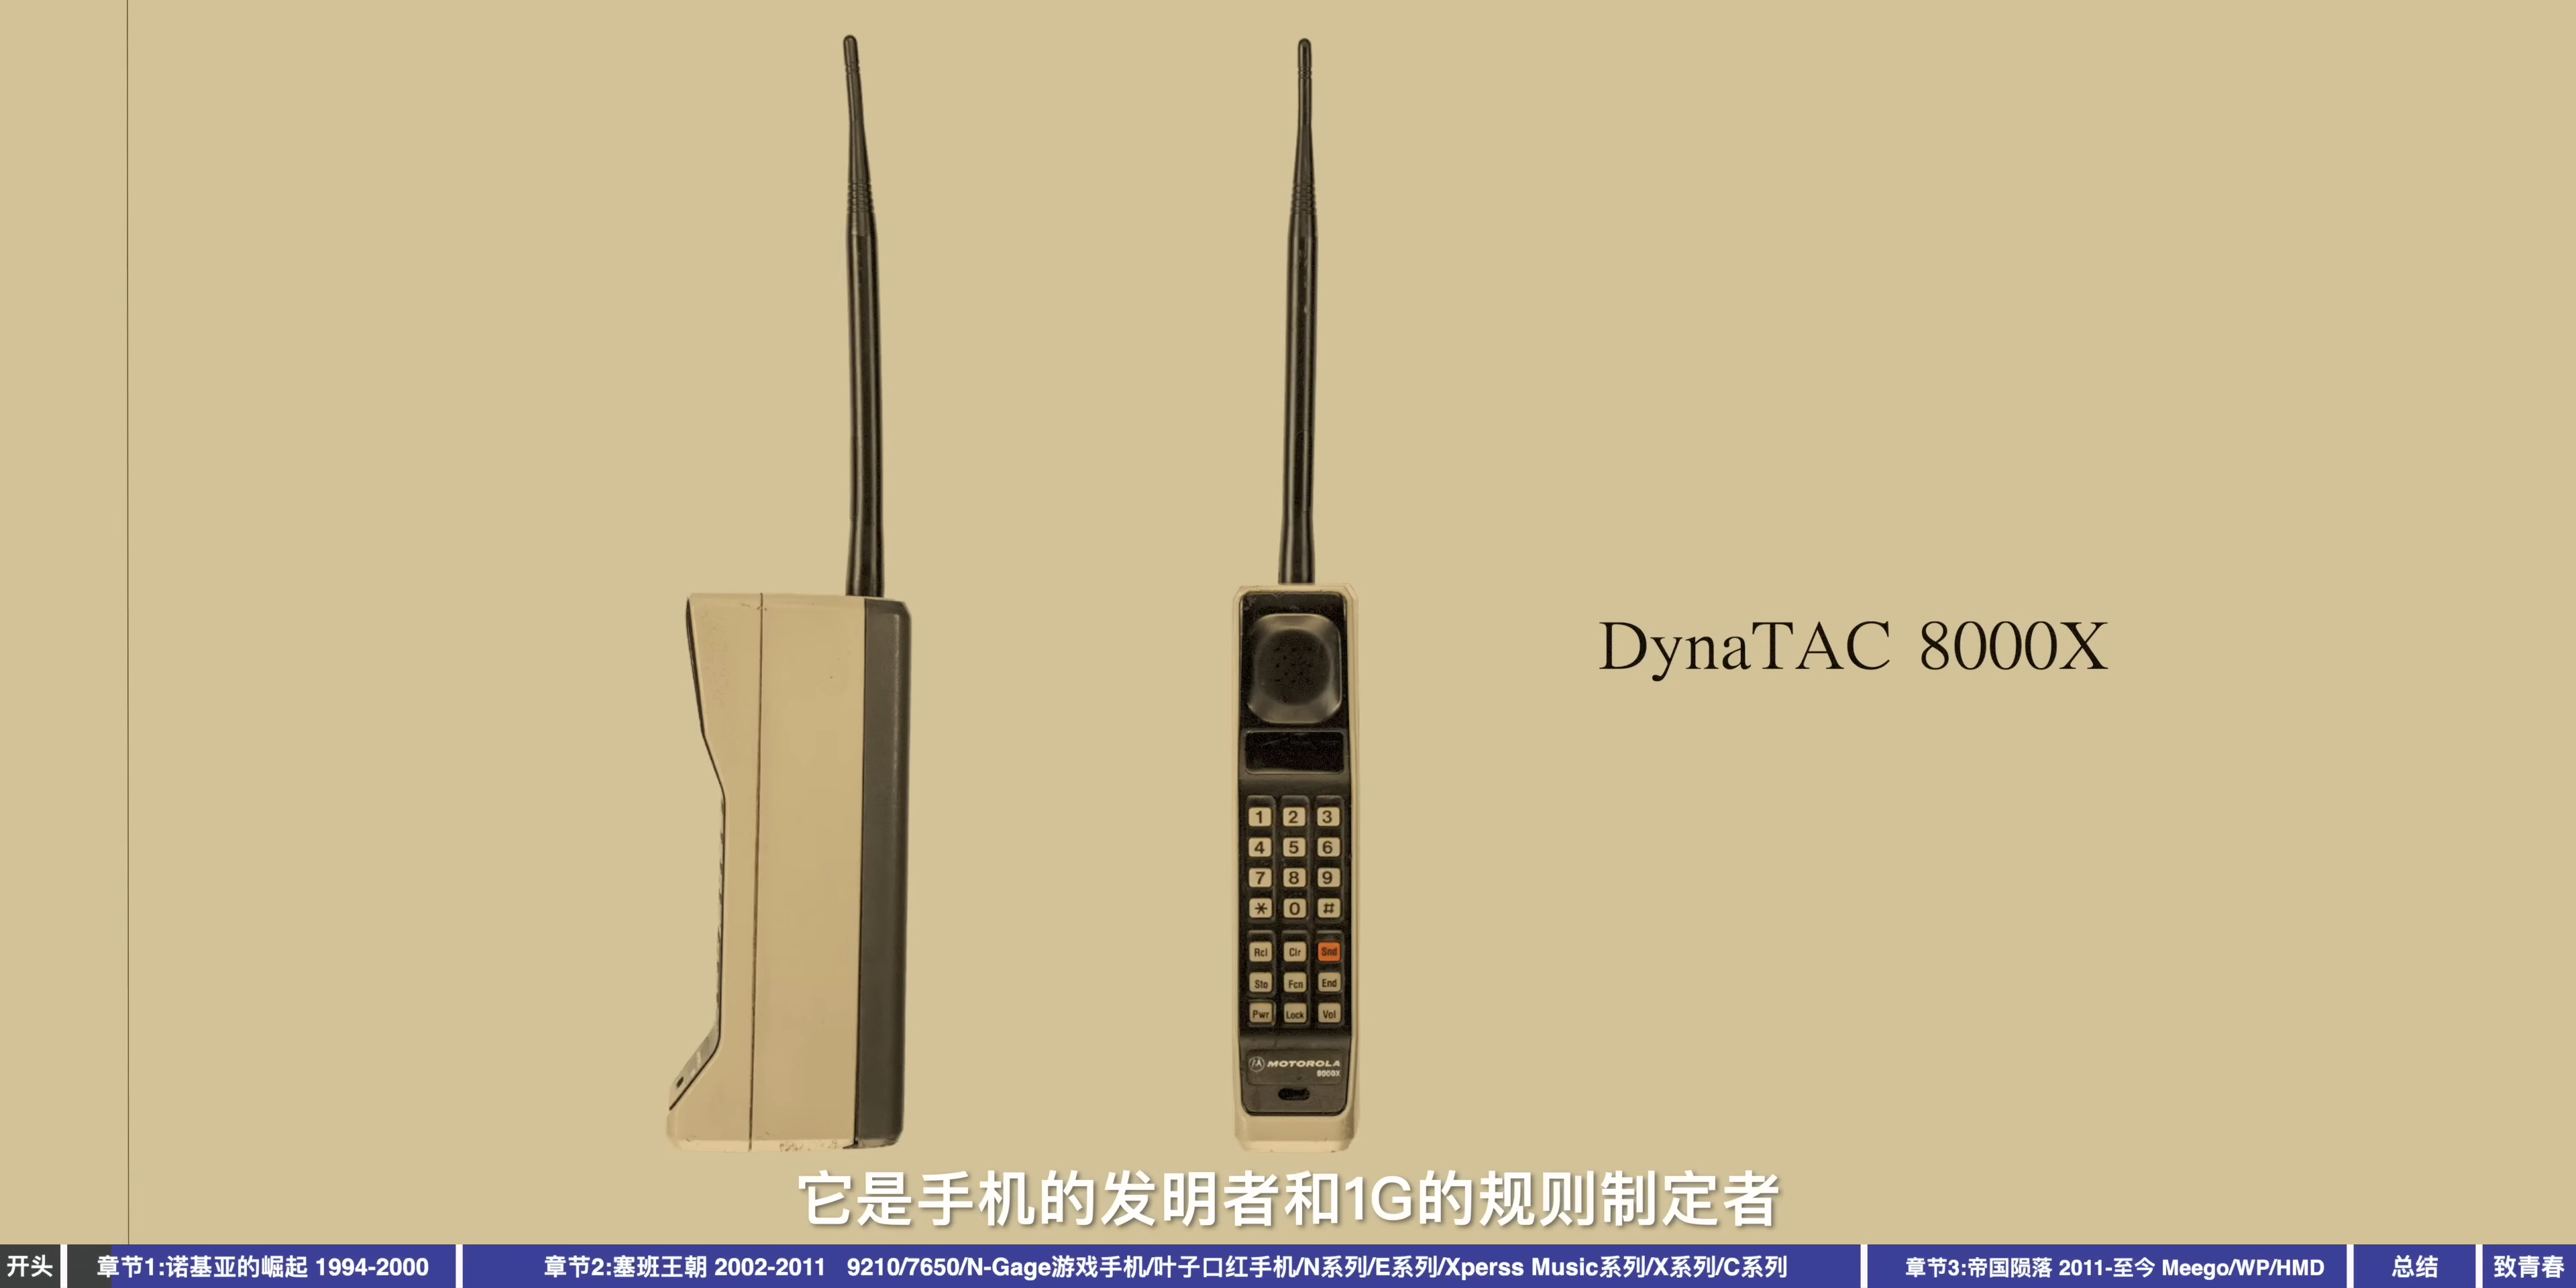 DynaTAC 8000X
1 2 3
4 5 6
7 8 9
* 0 #
Rcl Clr Snd
Sto Fcn End
Pwr Lock Vol
MOTOROLA
8000X
它是手机的发明者和1G的规则制定者
开头 章节1:诺基亚的崛起 1994-2000 章节2:塞班王朝 2002-2011 9210/7650/N-Gage游戏手机/叶子口红手机/N系列/E系列/Xperss Music系列/X系列/C系列 章节3:帝国陨落 2011-至今 Meego/WP/HMD 总结 致青春